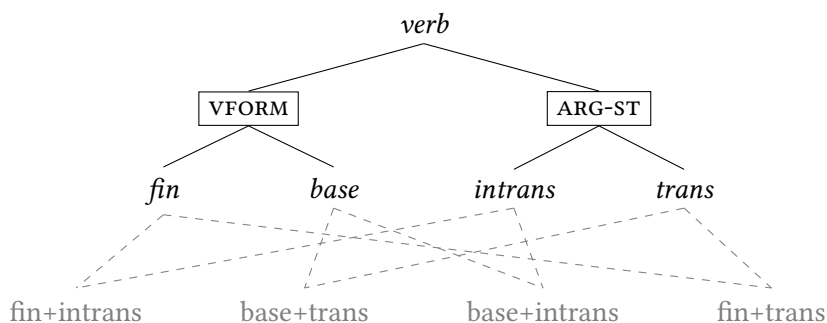 verb
VFORM ARG-ST
fin base intrans trans
fin+intrans base+trans base+intrans fin+trans